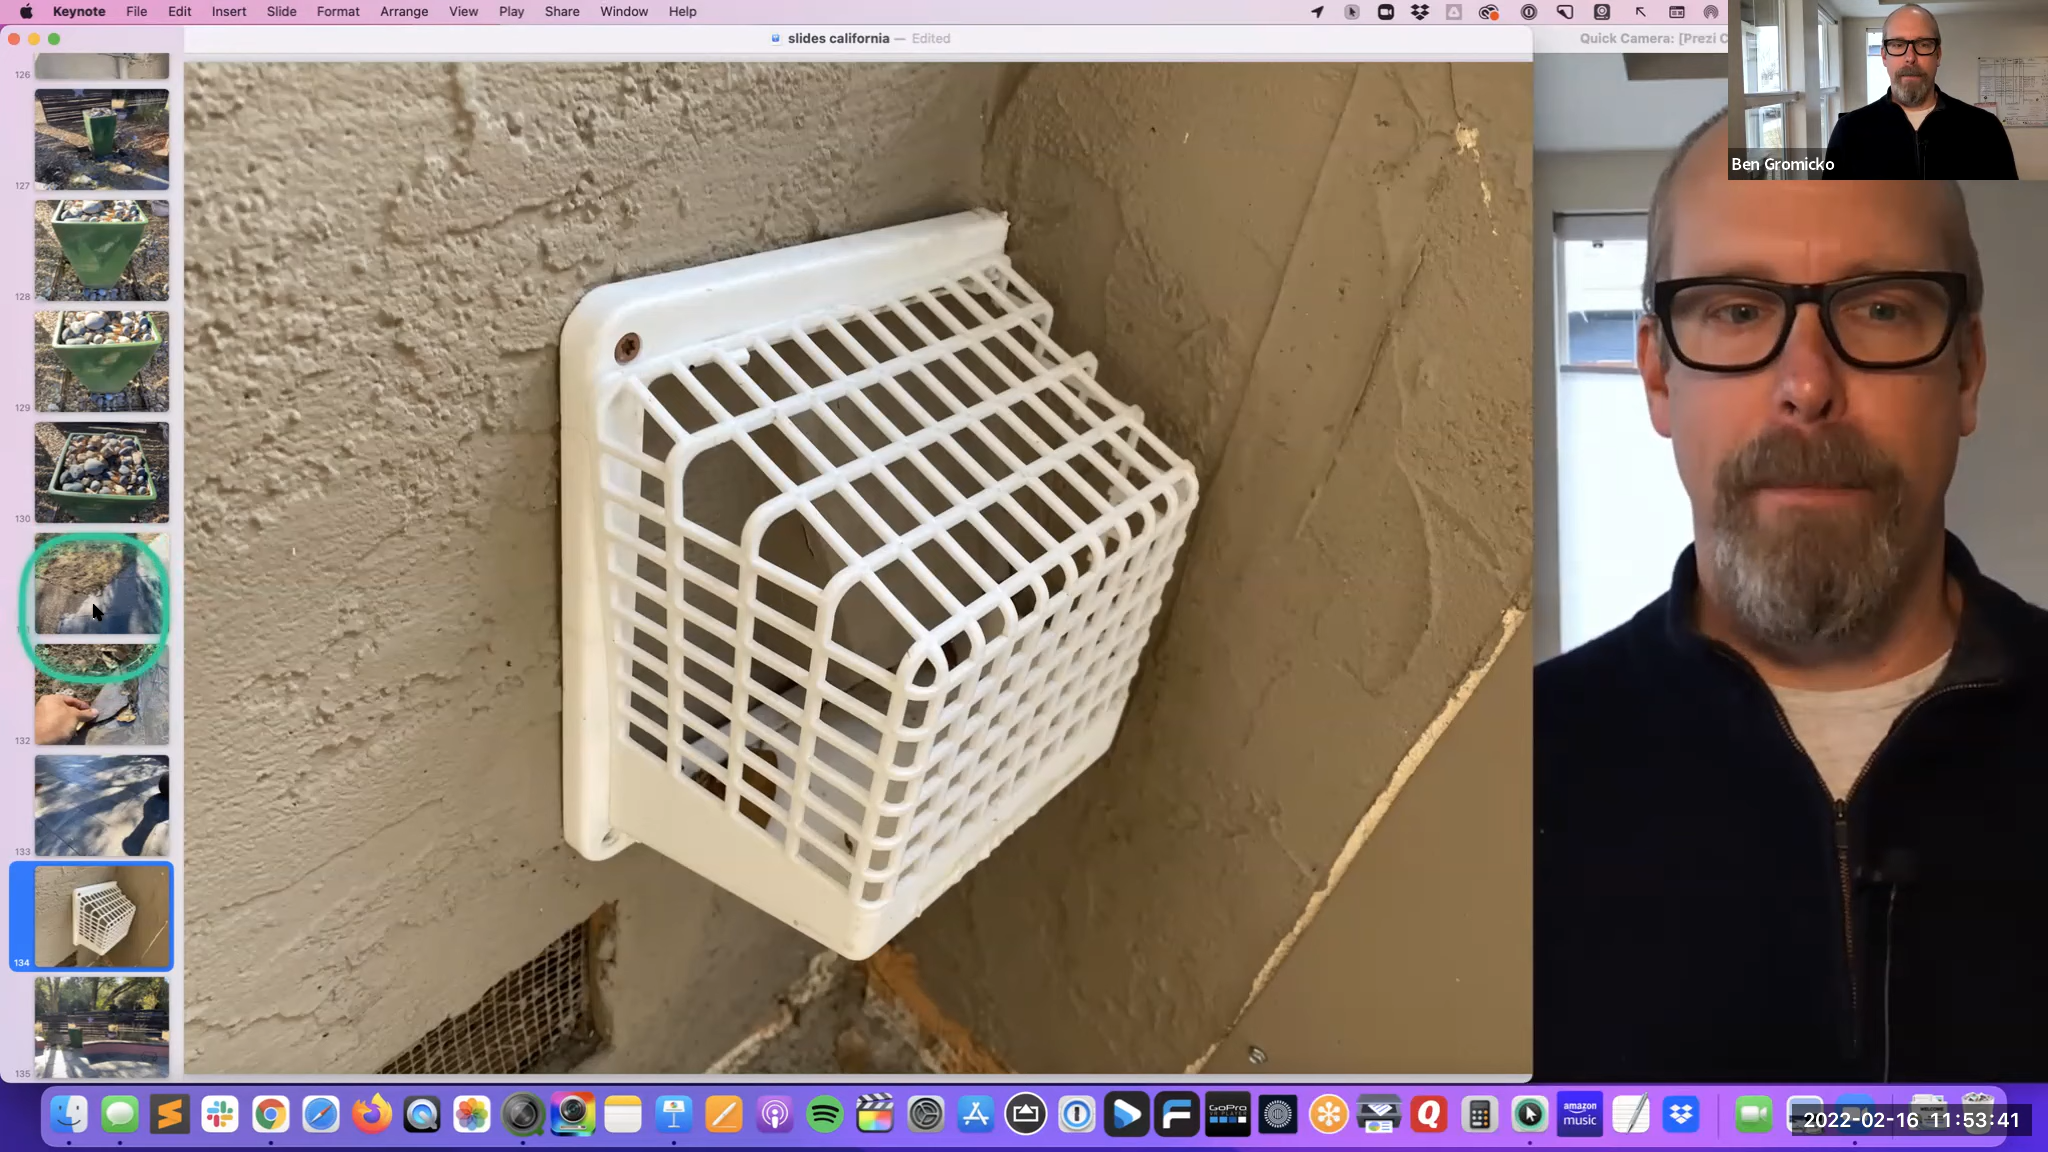 Keynote File Edit Insert Slide Format Arrange View Play Share Window Help
slides california — Edited
Quick Camera: [Prezi C
Ben Gromicko
126
127
128
129
130
132
133
134
135
GoPro
amazon music
2022-02-16 11:53:41